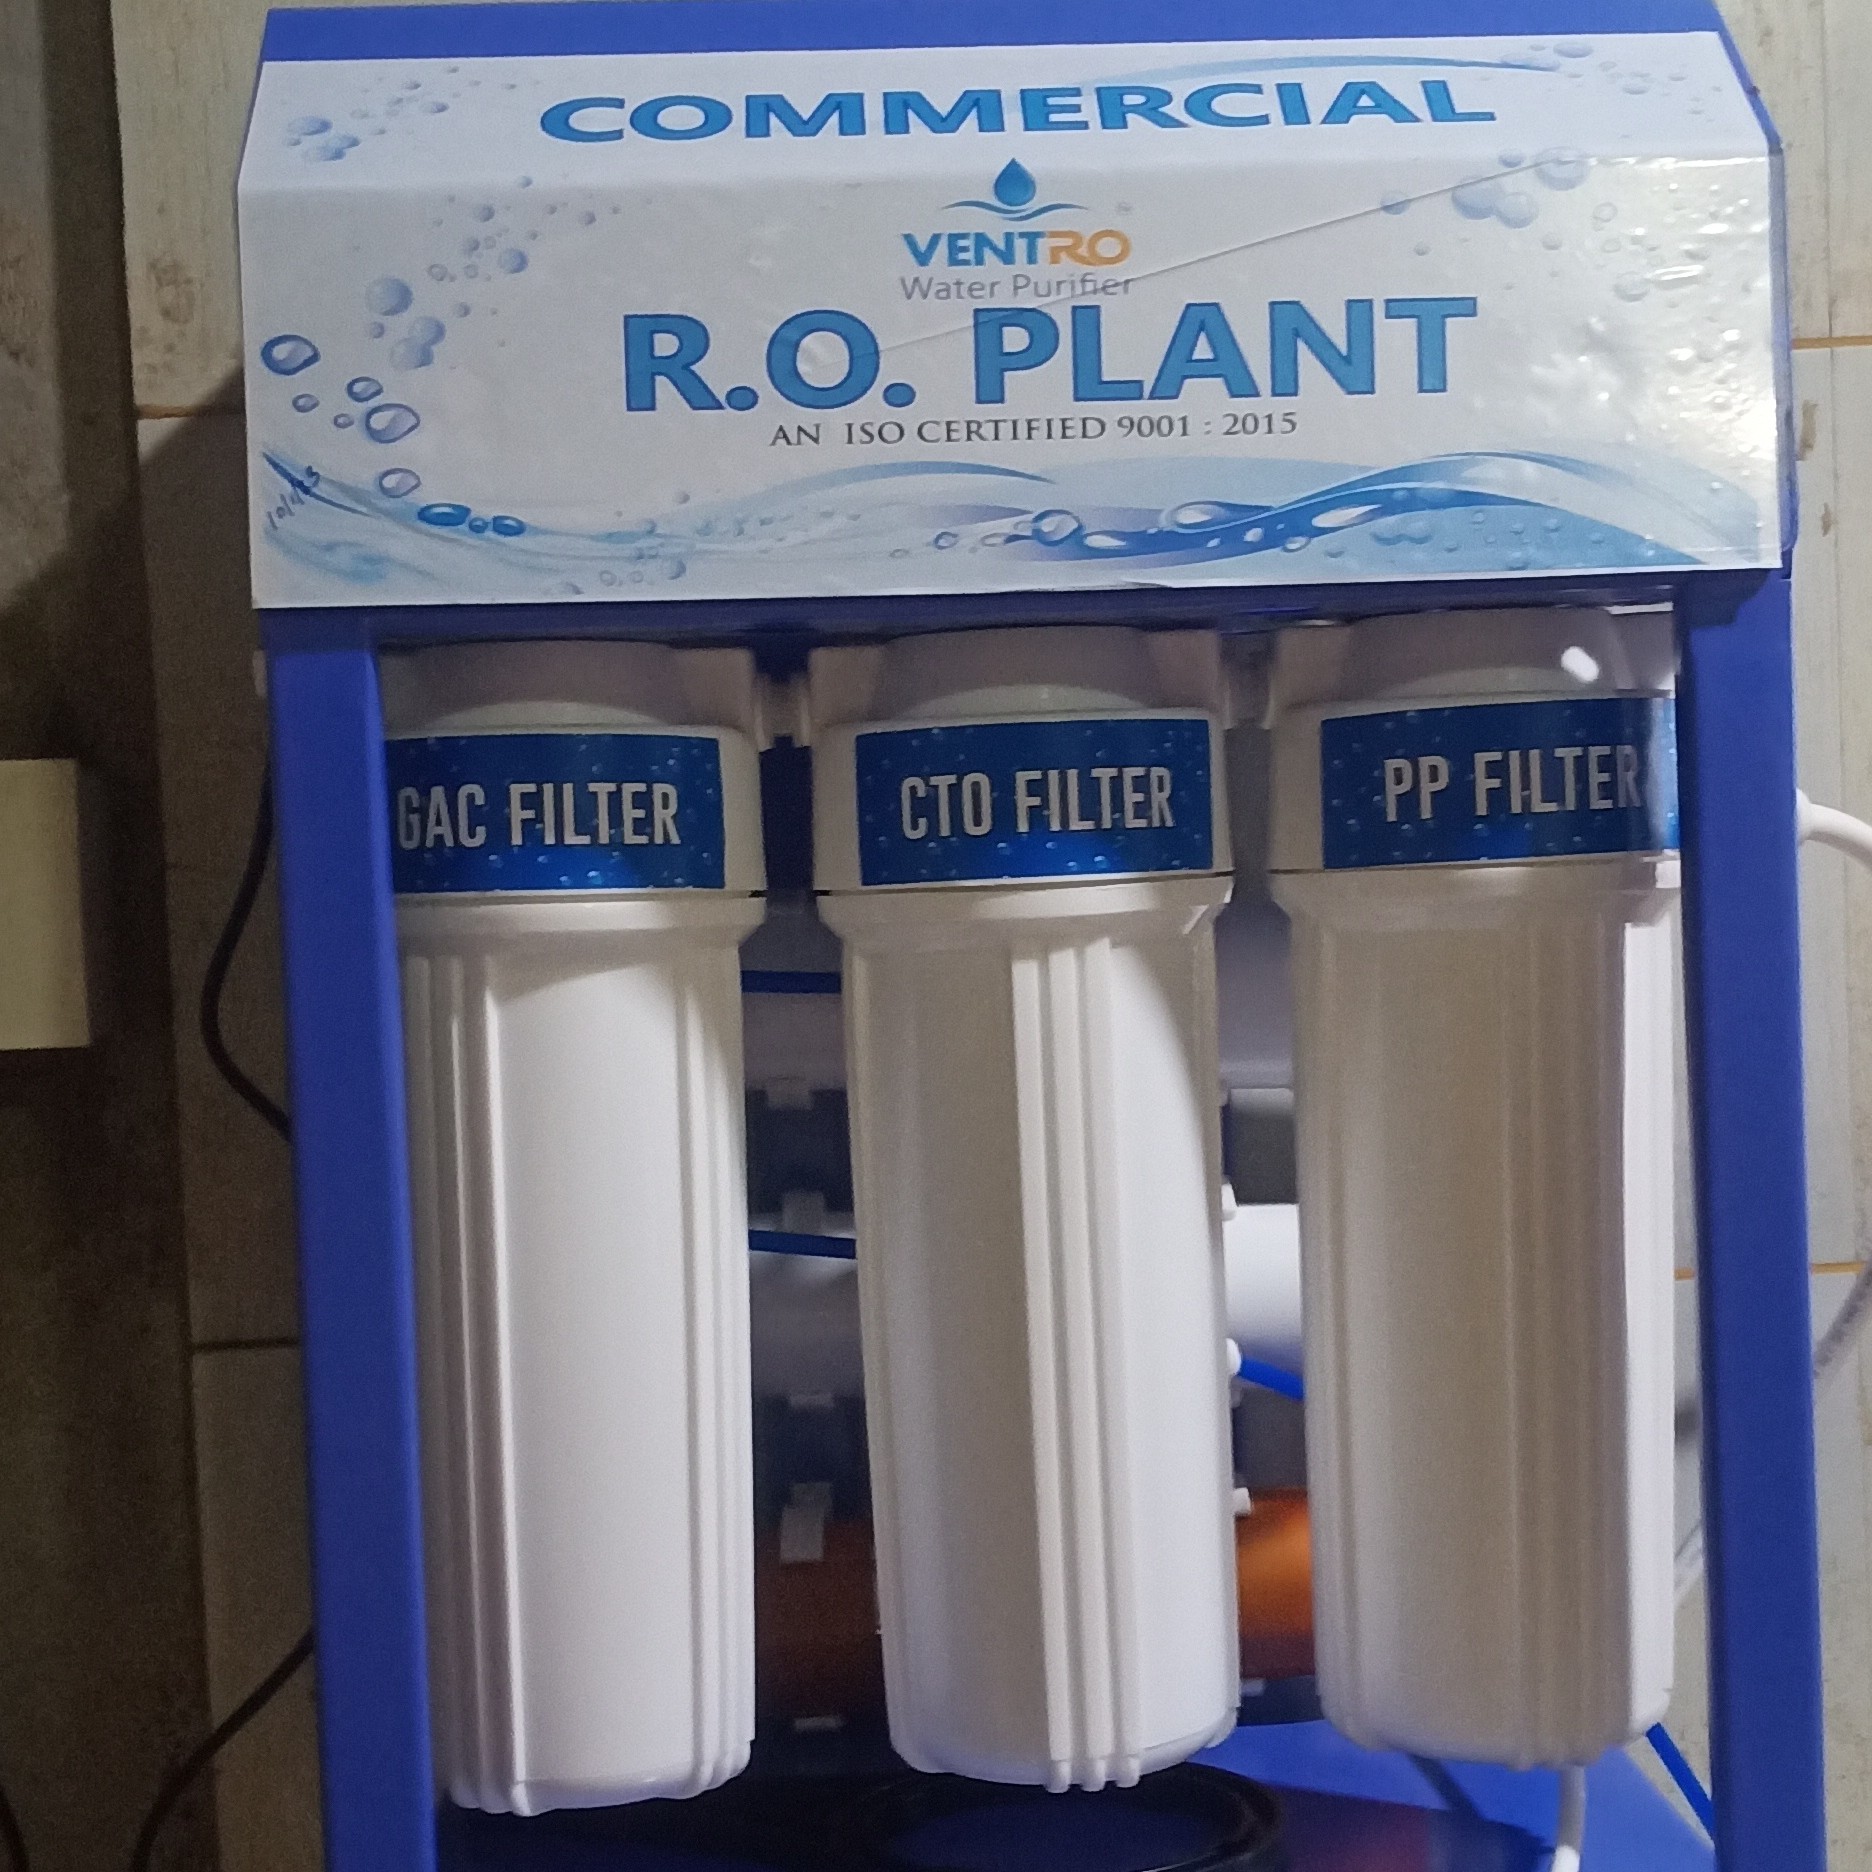 COMMERCIAL
VENTRO
Water Purifier
R.O. PLANT
AN ISO CERTIFIED 9001 : 2015
GAC FILTER
CTO FILTER
PP FILTER